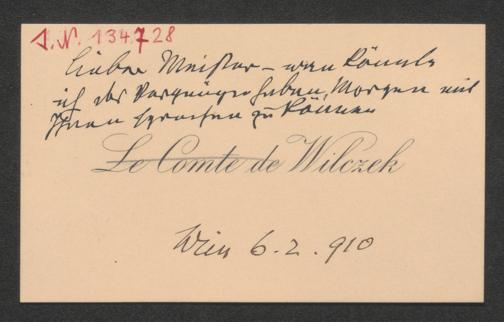 I.N. 134728
Lieber Meister – wan könnte
ich das Vergnügen haben, Morgen mit
Ihnen sprechen zu können
Le Comte de Wilczek
Wien 6.2.910